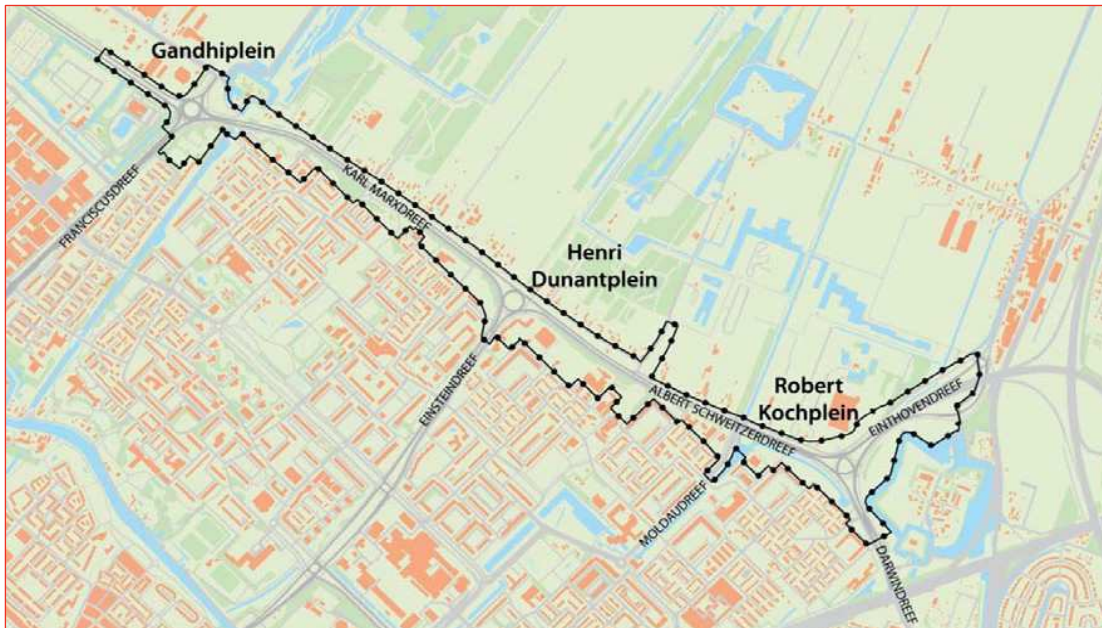 Gandhiplein
FRANCISCUSDREEF
KARL MARXDREEF
Henri
Dunantplein
EINSTEINDREEF
ALBERT SCHWEITZERDREEF
Robert
Kochplein
EINTHOVENDREEF
MOLDAUDREEF
DARWINDREEF